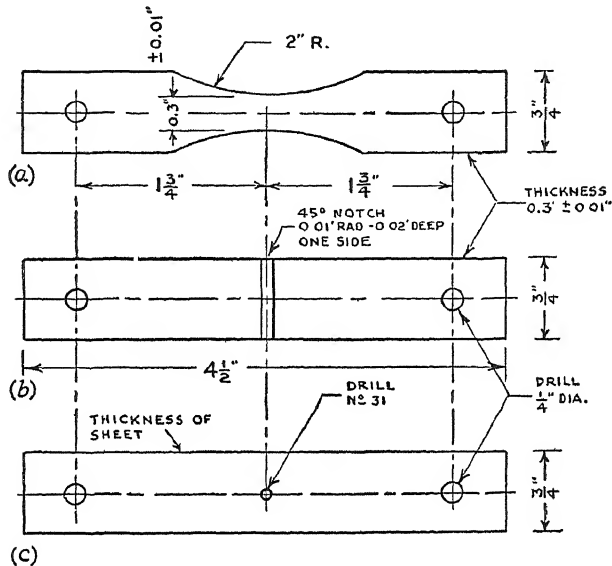 ±0.01"
2" R.
0.3"
3/4"
(a)
1 3/4"
1 3/4"
THICKNESS
0.3' ± 0 01"
45° NOTCH
0 01' RAD - 0 02' DEEP
ONE SIDE
3/4"
(b)
4 1/2"
DRILL
Nº 31
DRILL
1/4" DIA.
THICKNESS OF
SHEET
3/4"
(c)